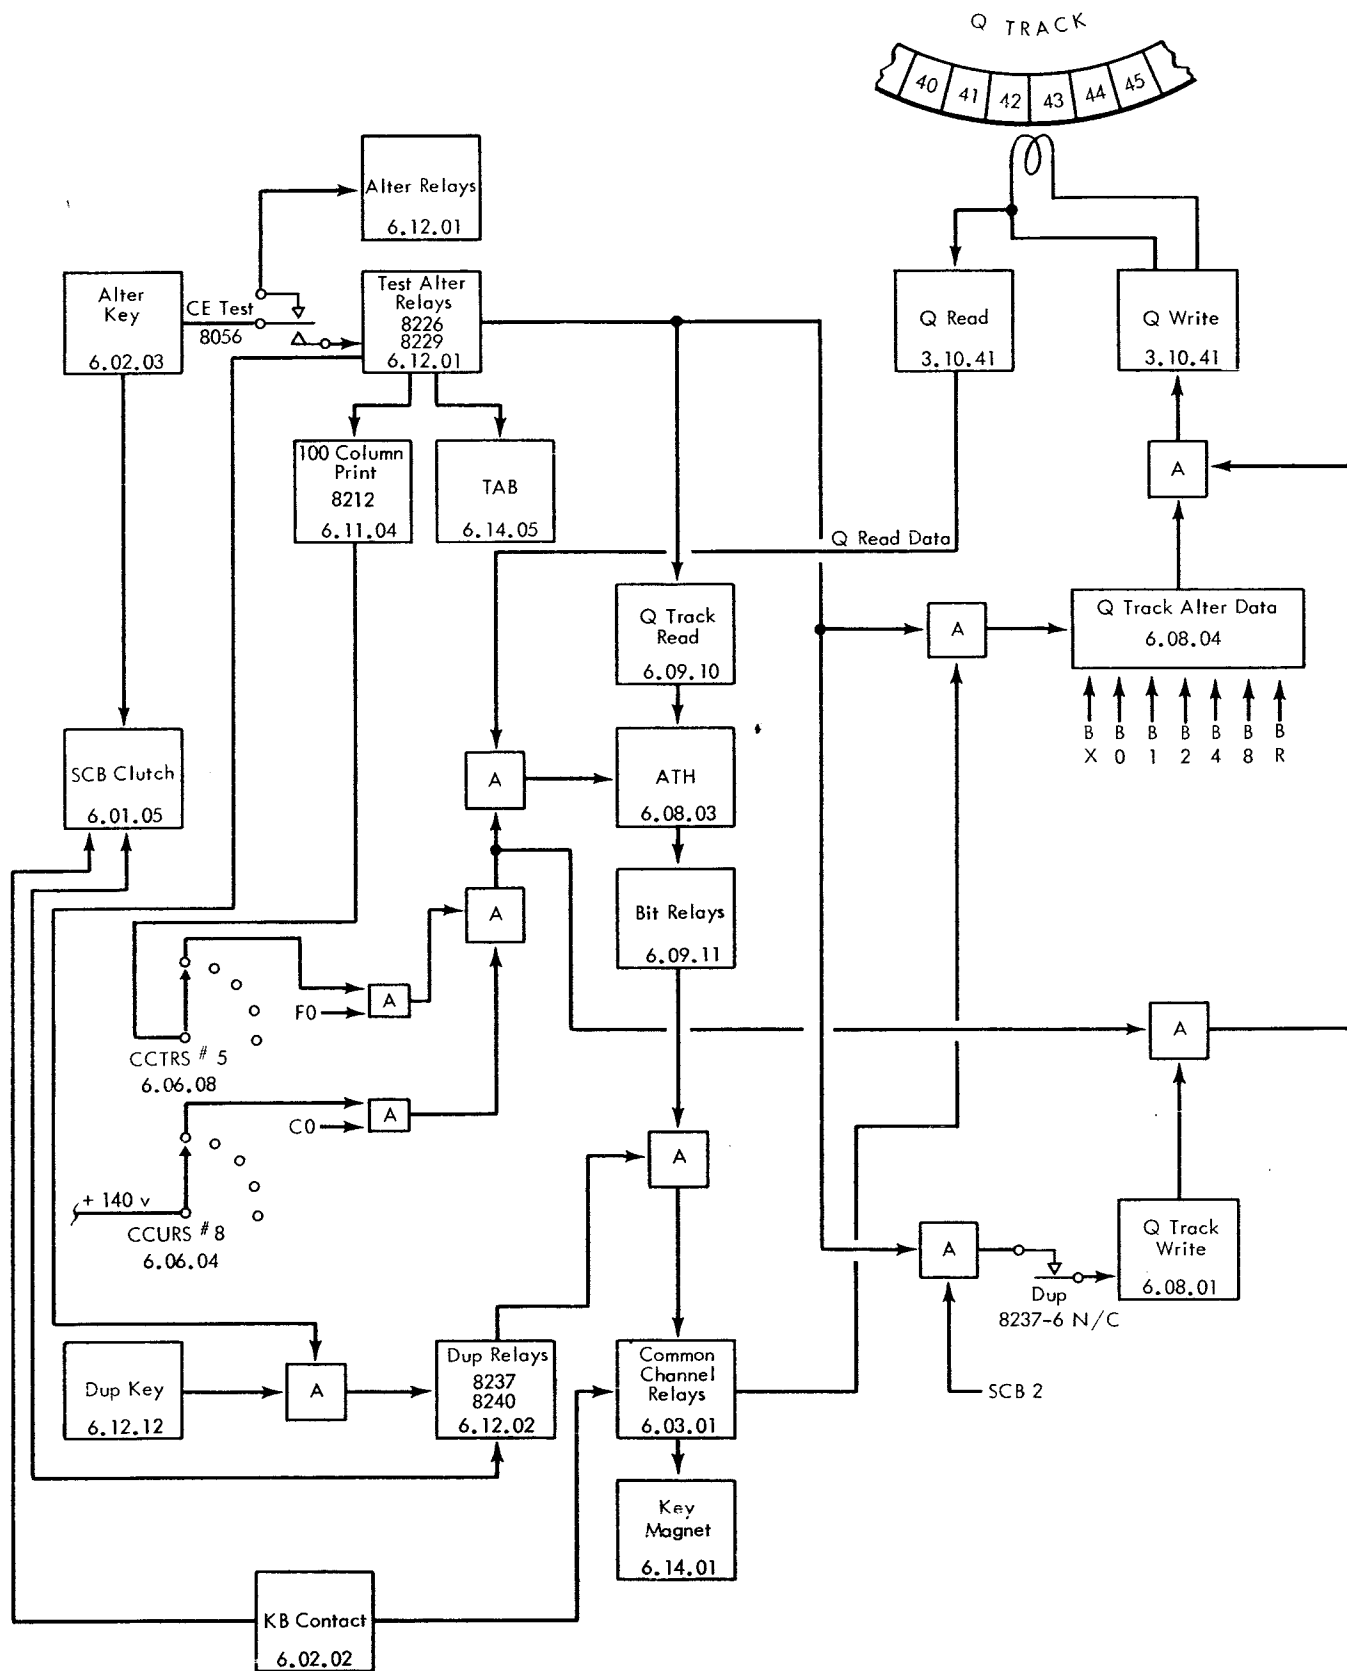 Q TRACK
40 41 42 43 44 45
Alter Relays
6.12.01
Alter
Key
6.02.03
CE Test
8056
Test Alter
Relays
8226
8229
6.12.01
Q Read
3.10.41
Q Write
3.10.41
100 Column
Print
8212
6.11.04
TAB
6.14.05
A
Q Read Data
Q Track
Read
6.09.10
A
Q Track Alter Data
6.08.04
B B B B B B B
X 0 1 2 4 8 R
SCB Clutch
6.01.05
A
ATH
6.08.03
A
Bit Relays
6.09.11
A
F0
CCTRS # 5
6.06.08
A
C0
A
+ 140 v
CCURS # 8
6.06.04
A
A
Q Track
Write
6.08.01
Dup
8237-6 N/C
SCB 2
Dup Key
6.12.12
A
Dup Relays
8237
8240
6.12.02
Common
Channel
Relays
6.03.01
Key
Magnet
6.14.01
KB Contact
6.02.02